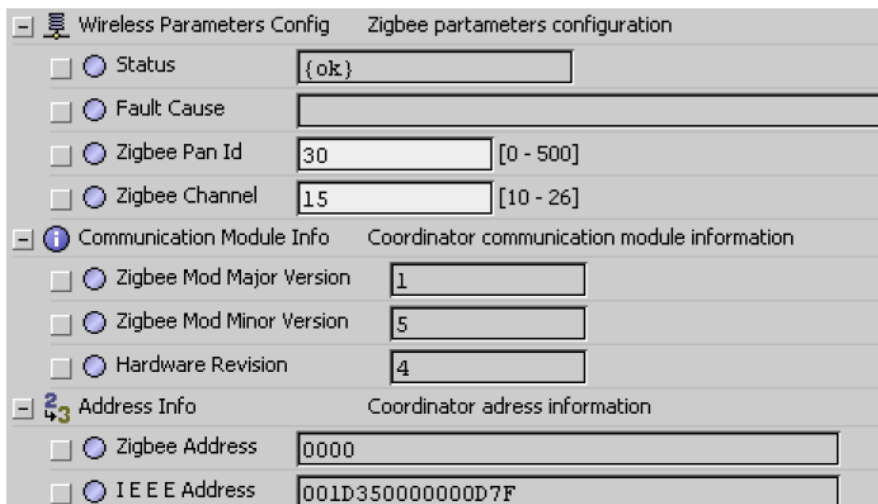 Wireless Parameters Config Zigbee partameters configuration
Status {ok}
Fault Cause
Zigbee Pan Id 30 [0 - 500]
Zigbee Channel 15 [10 - 26]
Communication Module Info Coordinator communication module information
Zigbee Mod Major Version 1
Zigbee Mod Minor Version 5
Hardware Revision 4
2 3 Address Info Coordinator adress information
Zigbee Address 0000
I E E E Address 001D350000000D7F